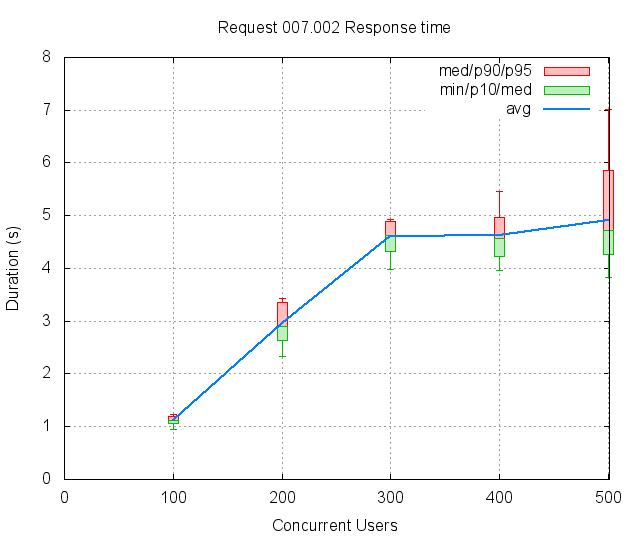 Request 007.002 Response time
med/p90/p95
min/p10/med
avg
8
7
6
5
4
3
2
1
0
Duration (s)
0 100 200 300 400 500
Concurrent Users